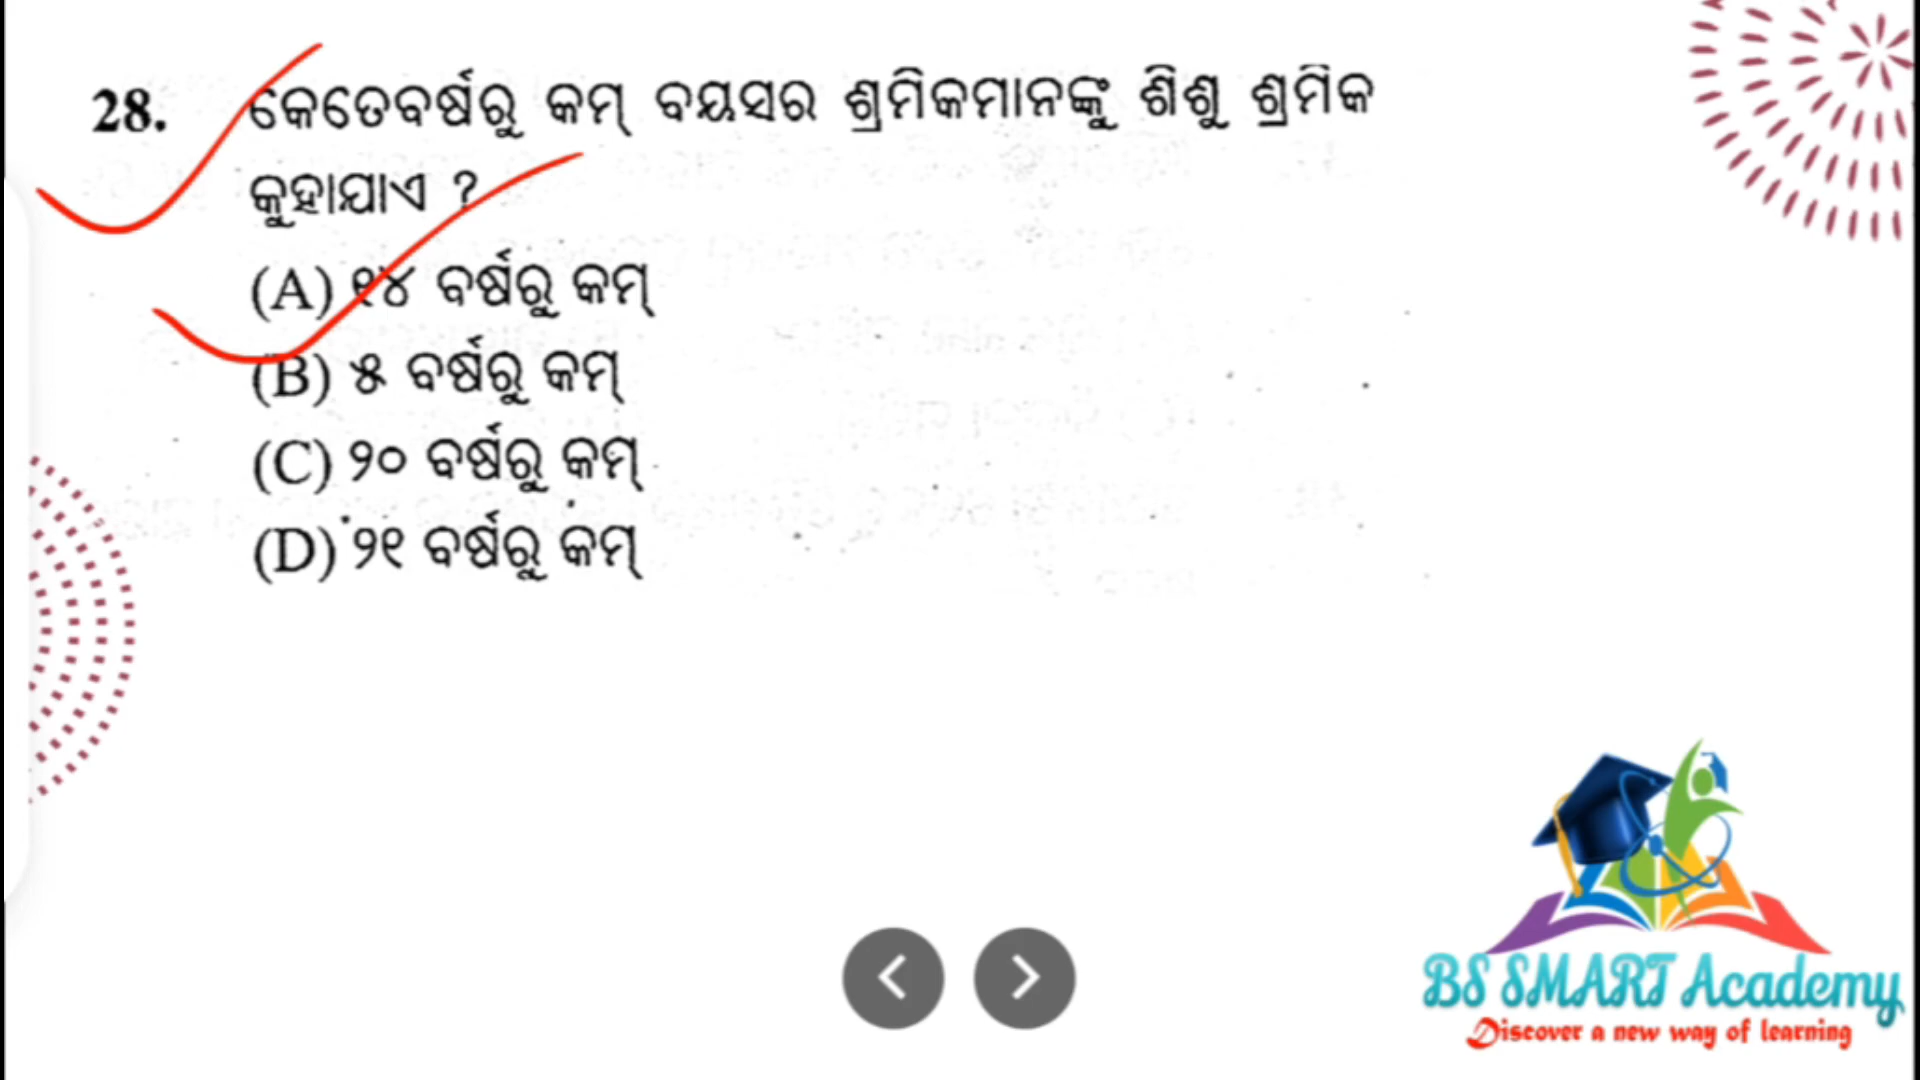 28. କେତେବର୍ଷରୁ କମ୍ ବୟସର ଶ୍ରମିକମାନଙ୍କୁ ଶିଶୁ ଶ୍ରମିକ
କୁହାଯାଏ ?
(A) ୧୪ ବର୍ଷରୁ କମ୍
(B) ୫ ବର୍ଷରୁ କମ୍
(C) ୨୦ ବର୍ଷରୁ କମ୍
(D) ୨୧ ବର୍ଷରୁ କମ୍
BS SMART Academy
Discover a new way of learning